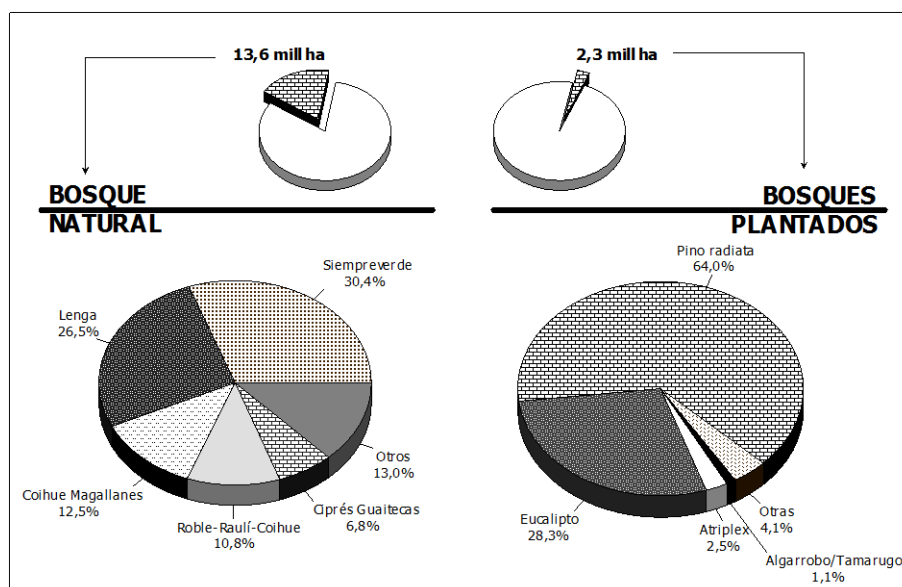 13,6 mill ha
2,3 mill ha
BOSQUE
NATURAL
BOSQUES
PLANTADOS
Siempreverde
30,4%
Lenga
26,5%
Coihue Magallanes
12,5%
Roble-Raulí-Coihue
10,8%
Ciprés Guaitecas
6,8%
Otros
13,0%
Pino radiata
64,0%
Eucalipto
28,3%
Atriplex
2,5%
Algarrobo/Tamarugo
1,1%
Otras
4,1%